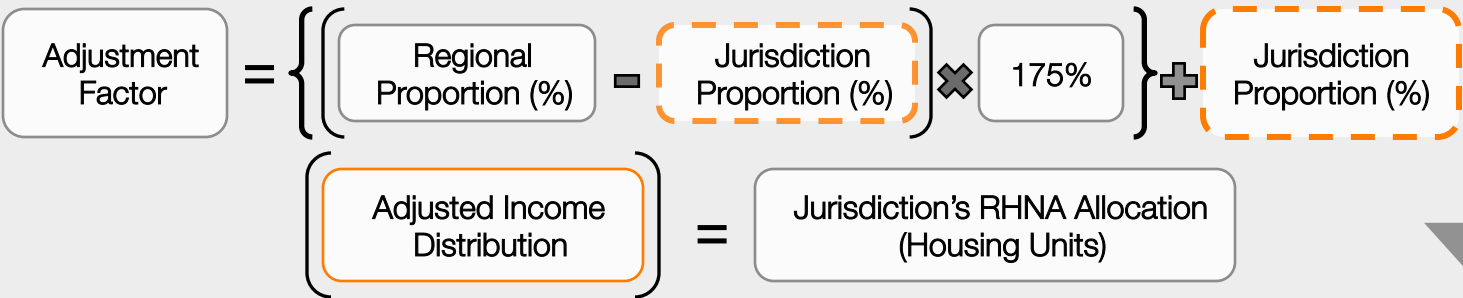 Adjustment
Factor
=
{
(
Regional
Proportion (%)
-
Jurisdiction
Proportion (%)
)
×
175%
}
+
Jurisdiction
Proportion (%)
(
Adjusted Income
Distribution
)
=
Jurisdiction's RHNA Allocation
(Housing Units)